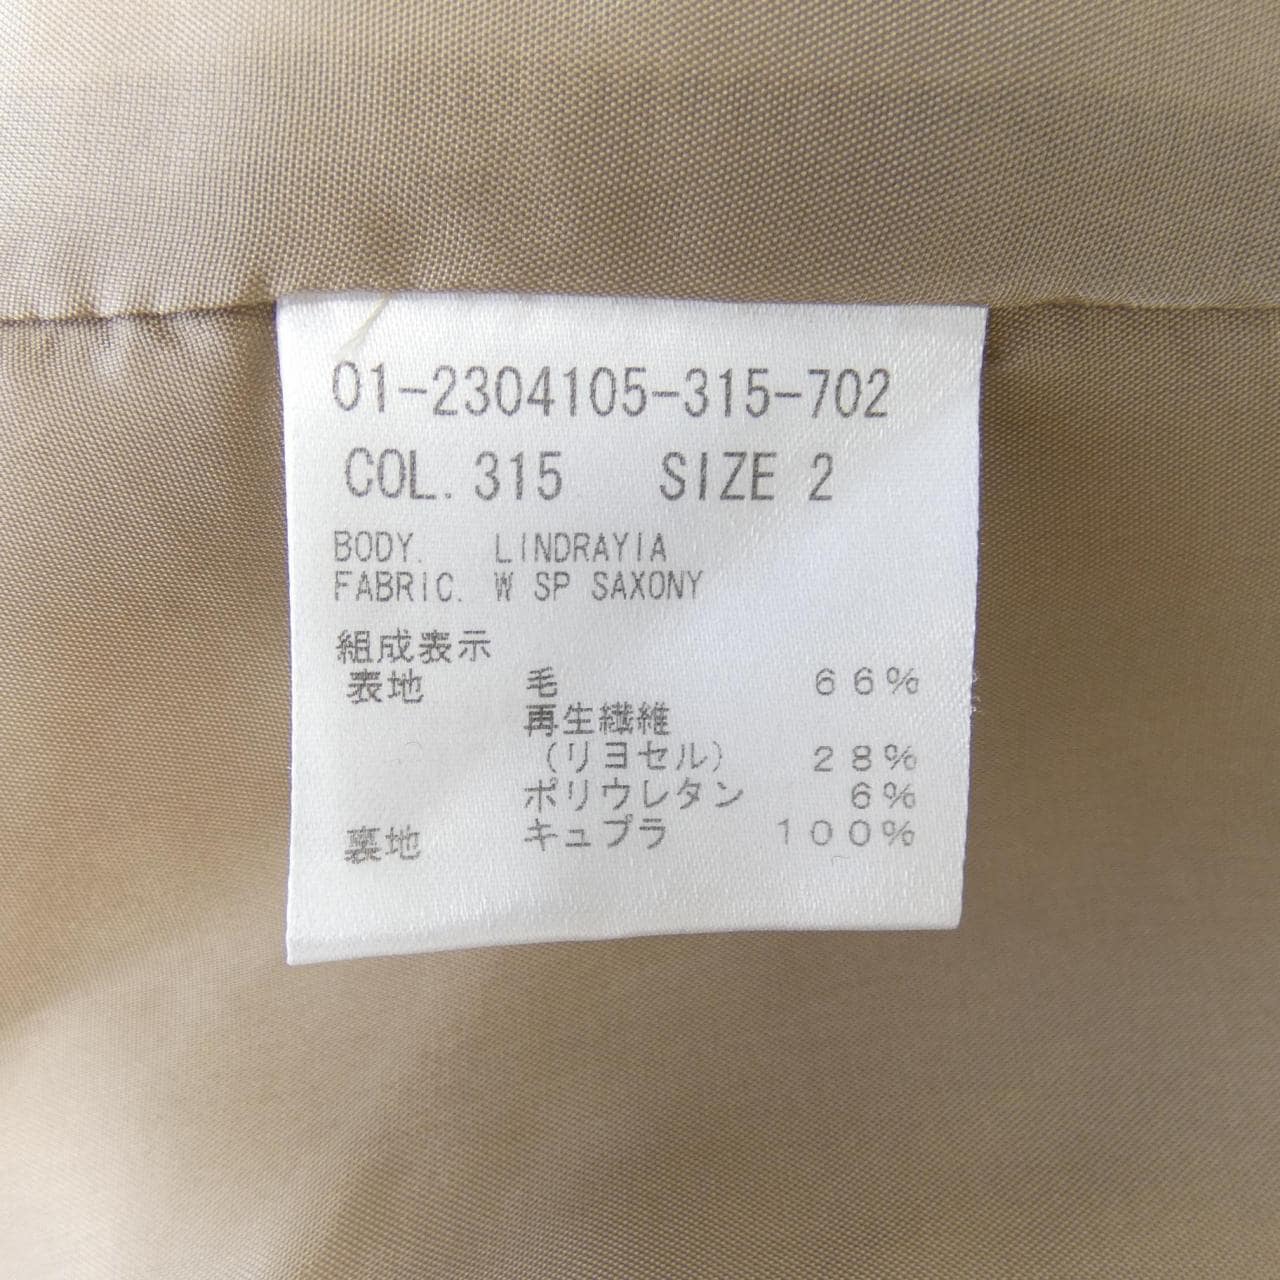 01-2304105-315-702
COL. 315 SIZE 2
BODY. LINDRAYIA
FABRIC. W SP SAXONY
組成表示
表地 毛 66%
再生繊維
(リヨセル) 28%
ポリウレタン 6%
裏地 キュプラ 100%